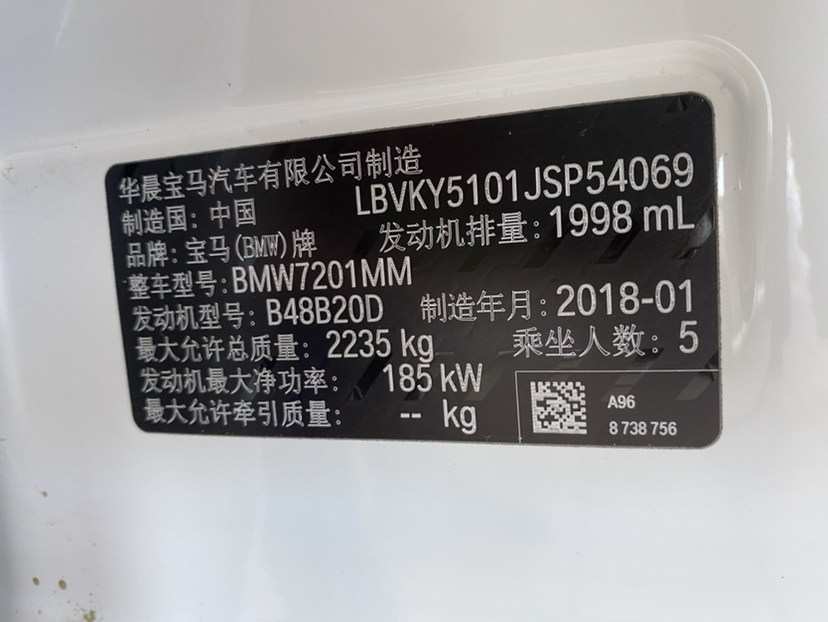 华晨宝马汽车有限公司制造
LBVKY5101JSP54069
制造国: 中国
品牌: 宝马(BMW)牌
发动机排量: 1998 mL
整车型号: BMW7201MM
发动机型号: B48B20D
制造年月: 2018-01
最大允许总质量: 2235 kg
乘坐人数: 5
发动机最大净功率: 185 kW
最大允许牵引质量: -- kg
A96
8 738 756